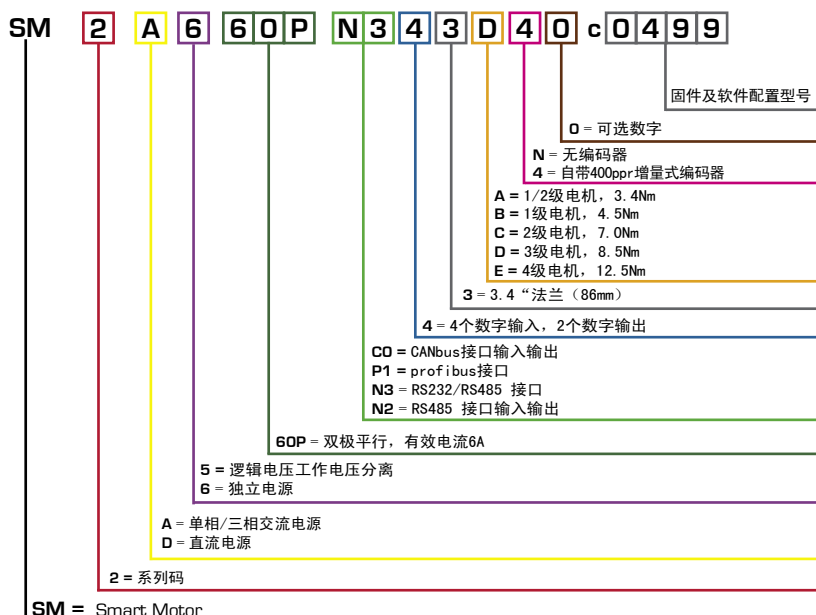 SM 2 A 6 60P N3 4 3 D 4 0 c 0499
固件及软件配置型号
0 = 可选数字
N = 无编码器
4 = 自带400ppr增量式编码器
A = 1/2级电机，3.4Nm
B = 1级电机，4.5Nm
C = 2级电机，7.0Nm
D = 3级电机，8.5Nm
E = 4级电机，12.5Nm
3 = 3.4“法兰（86mm）
4 = 4个数字输入，2个数字输出
C0 = CANbus接口输入输出
P1 = profibus接口
N3 = RS232/RS485 接口
N2 = RS485 接口输入输出
60P = 双极平行，有效电流6A
5 = 逻辑电压工作电压分离
6 = 独立电源
A = 单相/三相交流电源
D = 直流电源
2 = 系列码
SM = Smart Motor